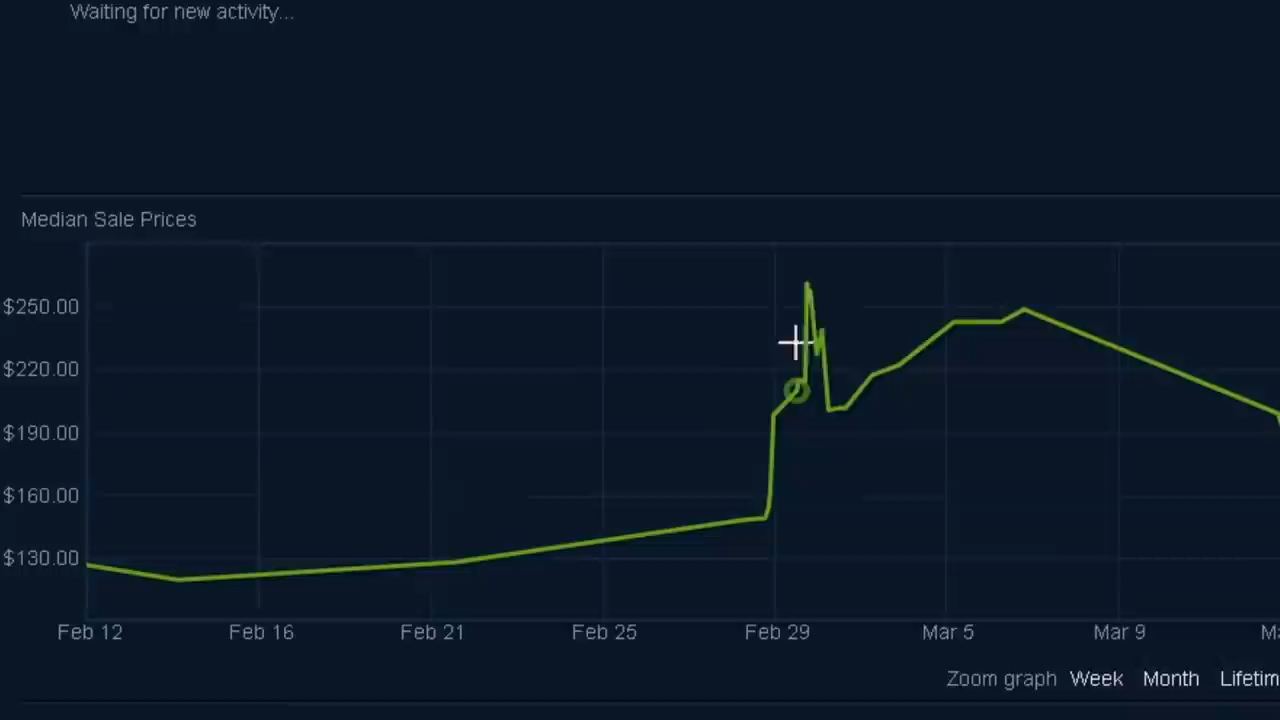 Waiting for new activity...
Median Sale Prices
$250.00
$220.00
$190.00
$160.00
$130.00
Feb 12 Feb 16 Feb 21 Feb 25 Feb 29 Mar 5 Mar 9
Zoom graph Week Month